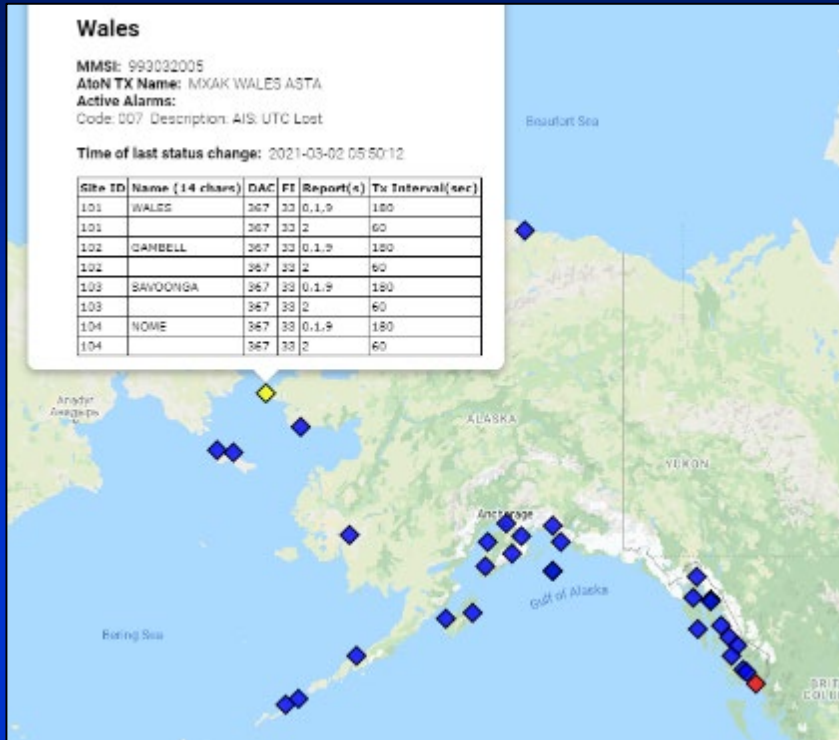 Wales
MMSI: 993032005
AtoN TX Name: MXAK WALES ASTA
Active Alarms:
Code: 007 Description: AIS: UTC Lost
Time of last status change: 2021-03-02 05:50:12
Site ID Name (14 chars) DAC FI Report(s) Tx Interval(sec)
101 WALES 367 33 0,1,9 180
101 367 33 2 60
102 GAMBELL 367 33 0,1,9 180
102 367 33 2 60
103 SAVOONGA 367 33 0,1,9 180
103 367 33 2 60
104 NOME 367 33 0,1,9 180
104 367 33 2 60
Beaufort Sea
ALASKA
YUKON
Anchorage
Gulf of Alaska
Bering Sea
BRIT
COLUM